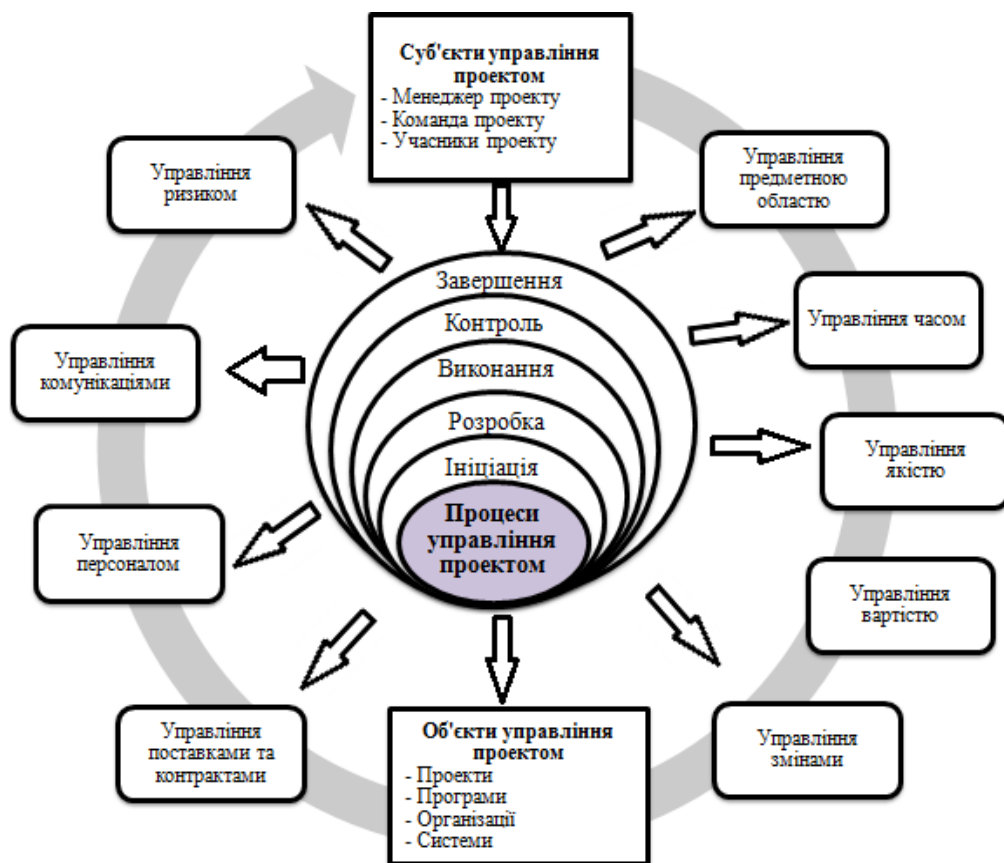 Суб'єкти управління
проектом
- Менеджер проекту
- Команда проекту
- Учасники проекту
Управління
ризиком
Управління
предметною
областю
Завершення
Контроль
Виконання
Розробка
Ініціація
Процеси
управління
проектом
Управління часом
Управління
комунікаціями
Управління
якістю
Управління
персоналом
Управління
вартістю
Управління
поставками та
контрактами
Об'єкти управління
проектом
- Проекти
- Програми
- Організації
- Системи
Управління
змінами